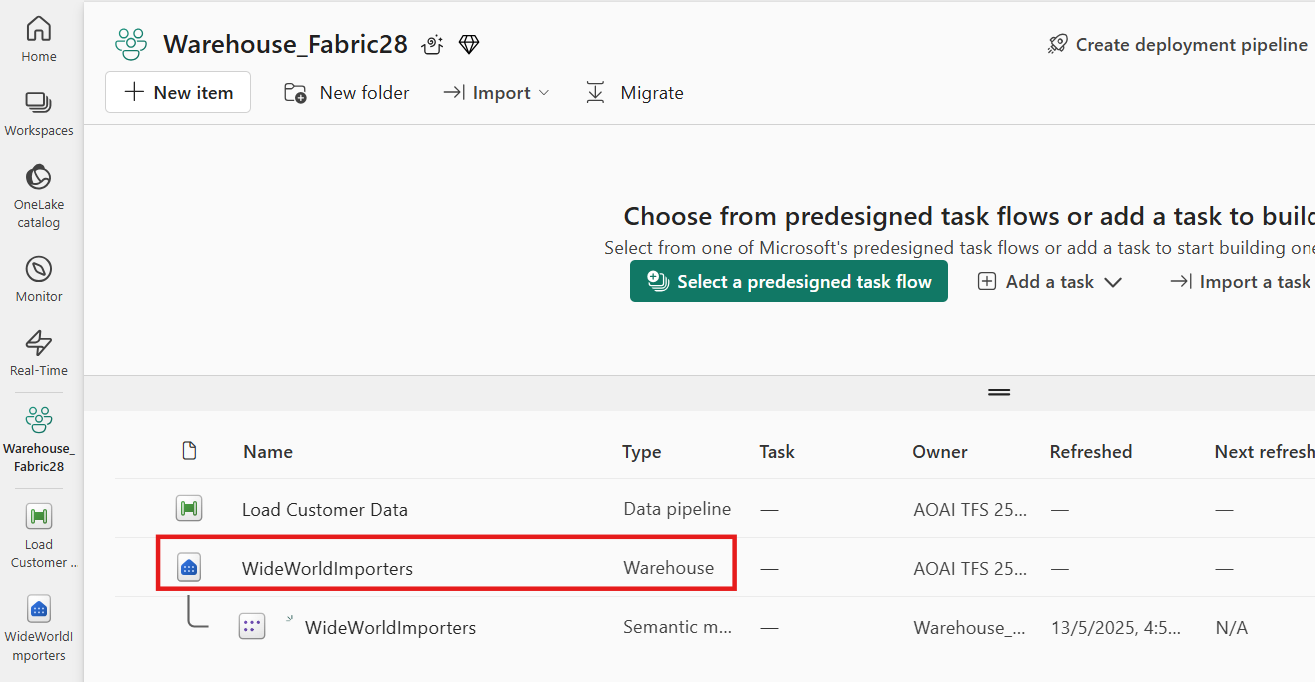 Home
Workspaces
OneLake
catalog
Monitor
Real-Time
Warehouse_
Fabric28
Load
Customer ..
WideWorldI
mporters
Warehouse_Fabric28
Create deployment pipeline
New item
New folder
Import
Migrate
Choose from predesigned task flows or add a task to build
Select from one of Microsoft's predesigned task flows or add a task to start building one
Select a predesigned task flow
Add a task
Import a task
Name Type Task Owner Refreshed Next refresh
Load Customer Data Data pipeline — AOAI TFS 25... — —
WideWorldImporters Warehouse — AOAI TFS 25... — —
WideWorldImporters Semantic m... — Warehouse_... 13/5/2025, 4:5... N/A